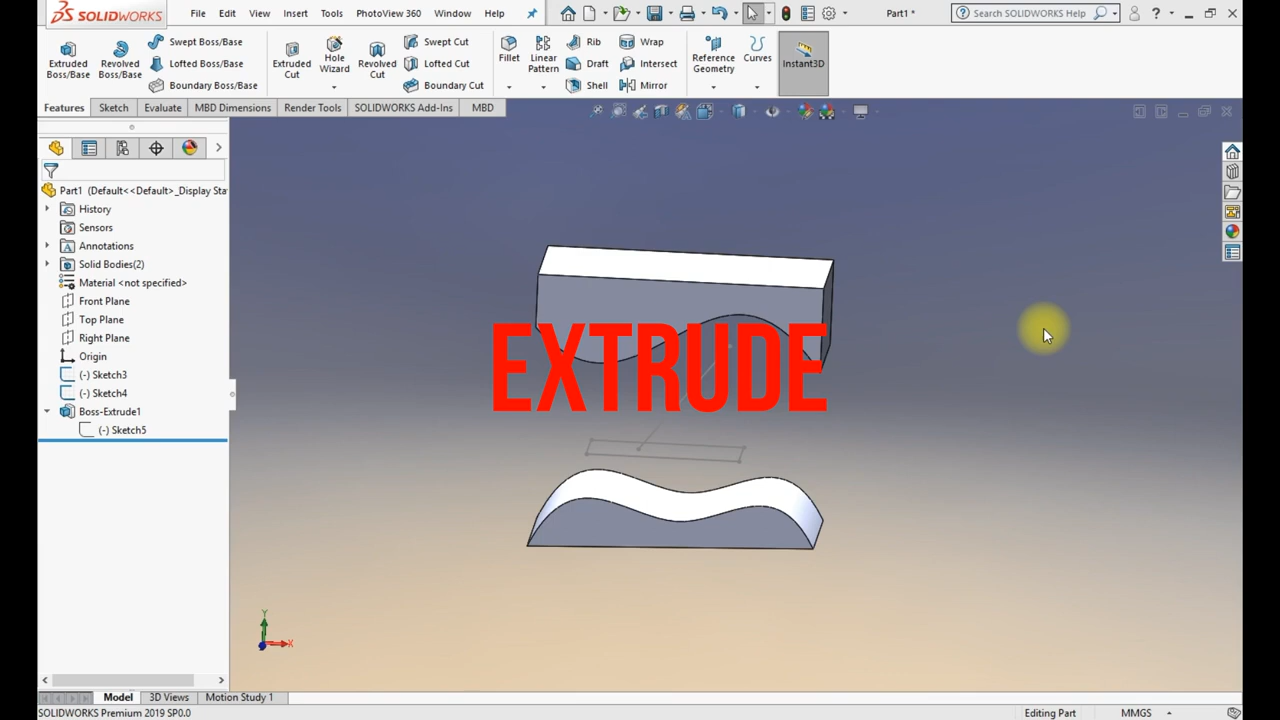 SOLIDWORKS File Edit View Insert Tools PhotoView 360 Window Help Part1 * Search SOLIDWORKS Help ?
Extruded Boss/Base
Revolved Boss/Base
Swept Boss/Base
Lofted Boss/Base
Boundary Boss/Base
Extruded Cut
Hole Wizard
Revolved Cut
Swept Cut
Lofted Cut
Boundary Cut
Fillet
Linear Pattern
Rib
Draft
Shell
Wrap
Intersect
Mirror
Reference Geometry
Curves
Instant3D
Features Sketch Evaluate MBD Dimensions Render Tools SOLIDWORKS Add-Ins MBD
Part1 (Default<<Default>_Display Sta
History
Sensors
Annotations
Solid Bodies(2)
Material <not specified>
Front Plane
Top Plane
Right Plane
Origin
(-) Sketch3
(-) Sketch4
Boss-Extrude1
(-) Sketch5
EXTRUDE
Y
X
Model 3D Views Motion Study 1
SOLIDWORKS Premium 2019 SP0.0 Editing Part MMGS